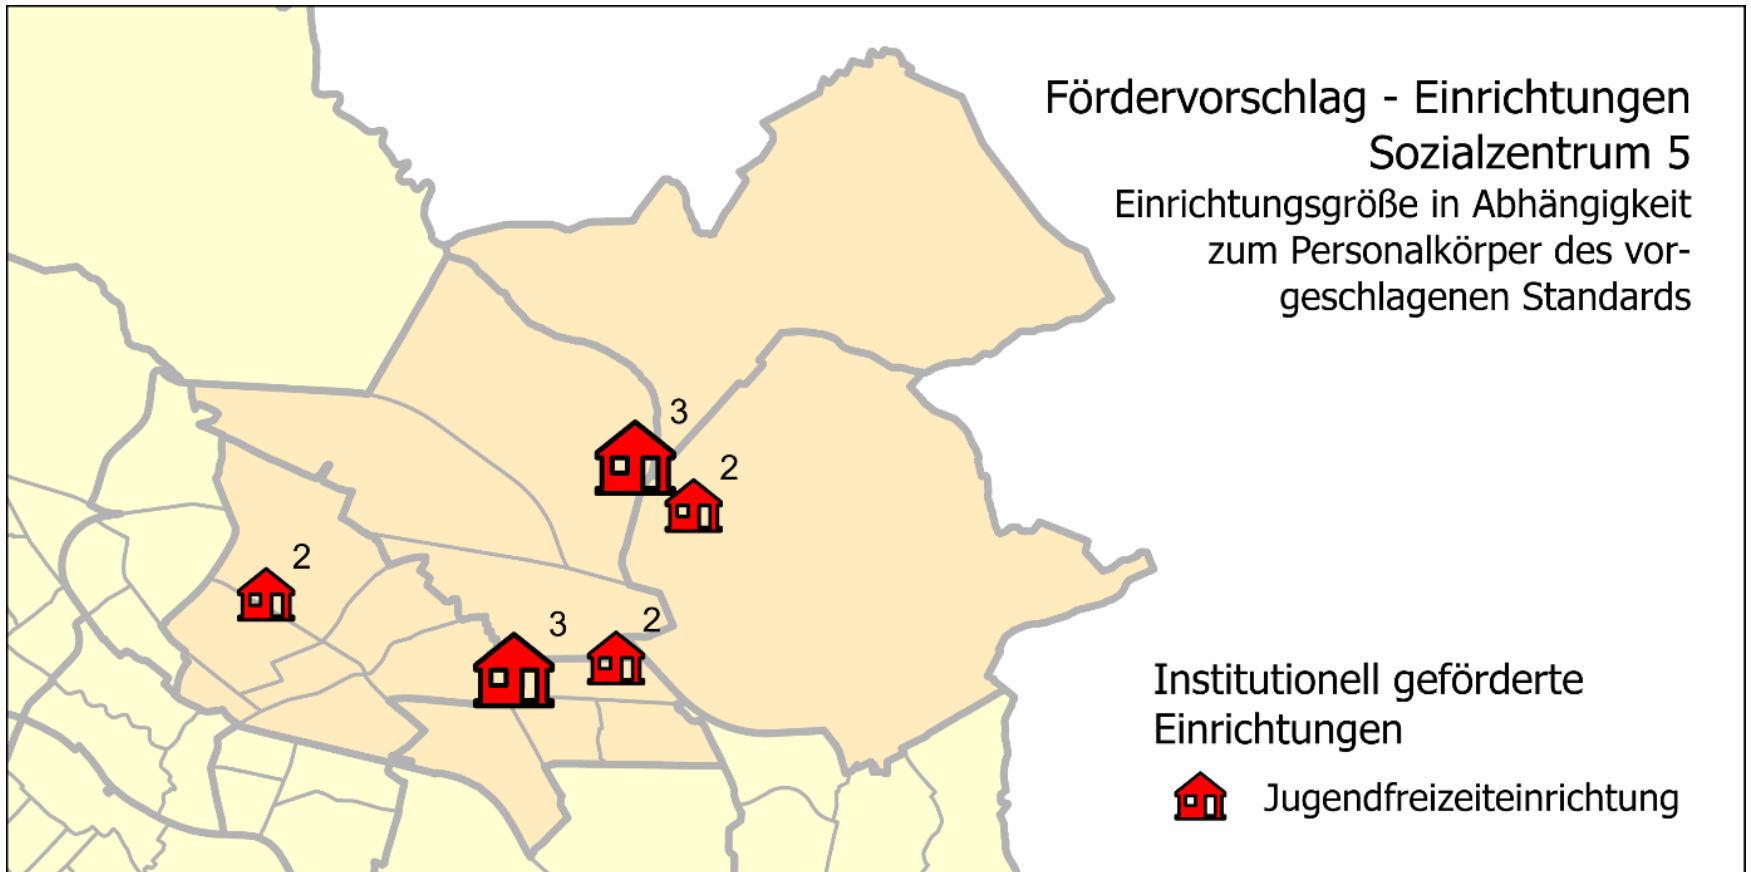 Fördervorschlag - Einrichtungen
Sozialzentrum 5
Einrichtungsgröße in Abhängigkeit
zum Personalkörper des vor-
geschlagenen Standards
3
2
2
3
2
Institutionell geförderte
Einrichtungen
Jugendfreizeiteinrichtung